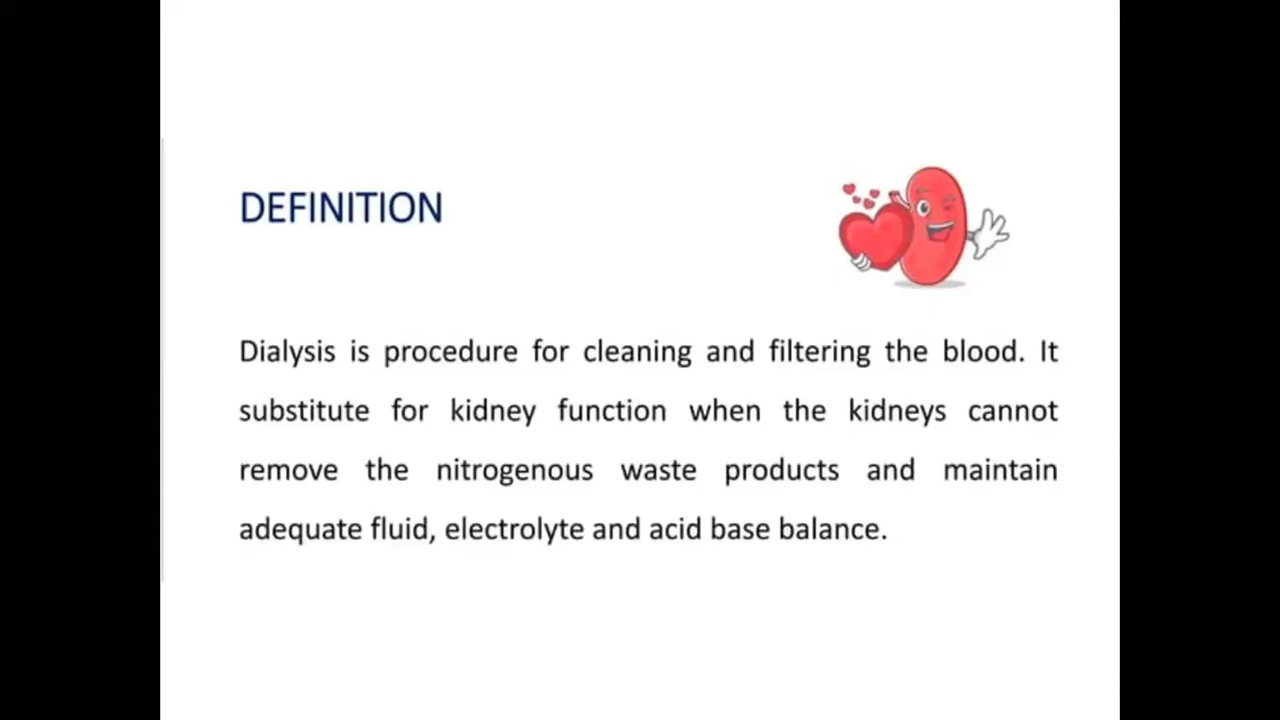 DEFINITION
Dialysis is procedure for cleaning and filtering the blood. It
substitute for kidney function when the kidneys cannot
remove the nitrogenous waste products and maintain
adequate fluid, electrolyte and acid base balance.